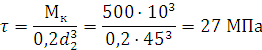 τ = Mк / 0,2d₂³ = 500 · 10³ / 0,2 · 45³ = 27 МПа